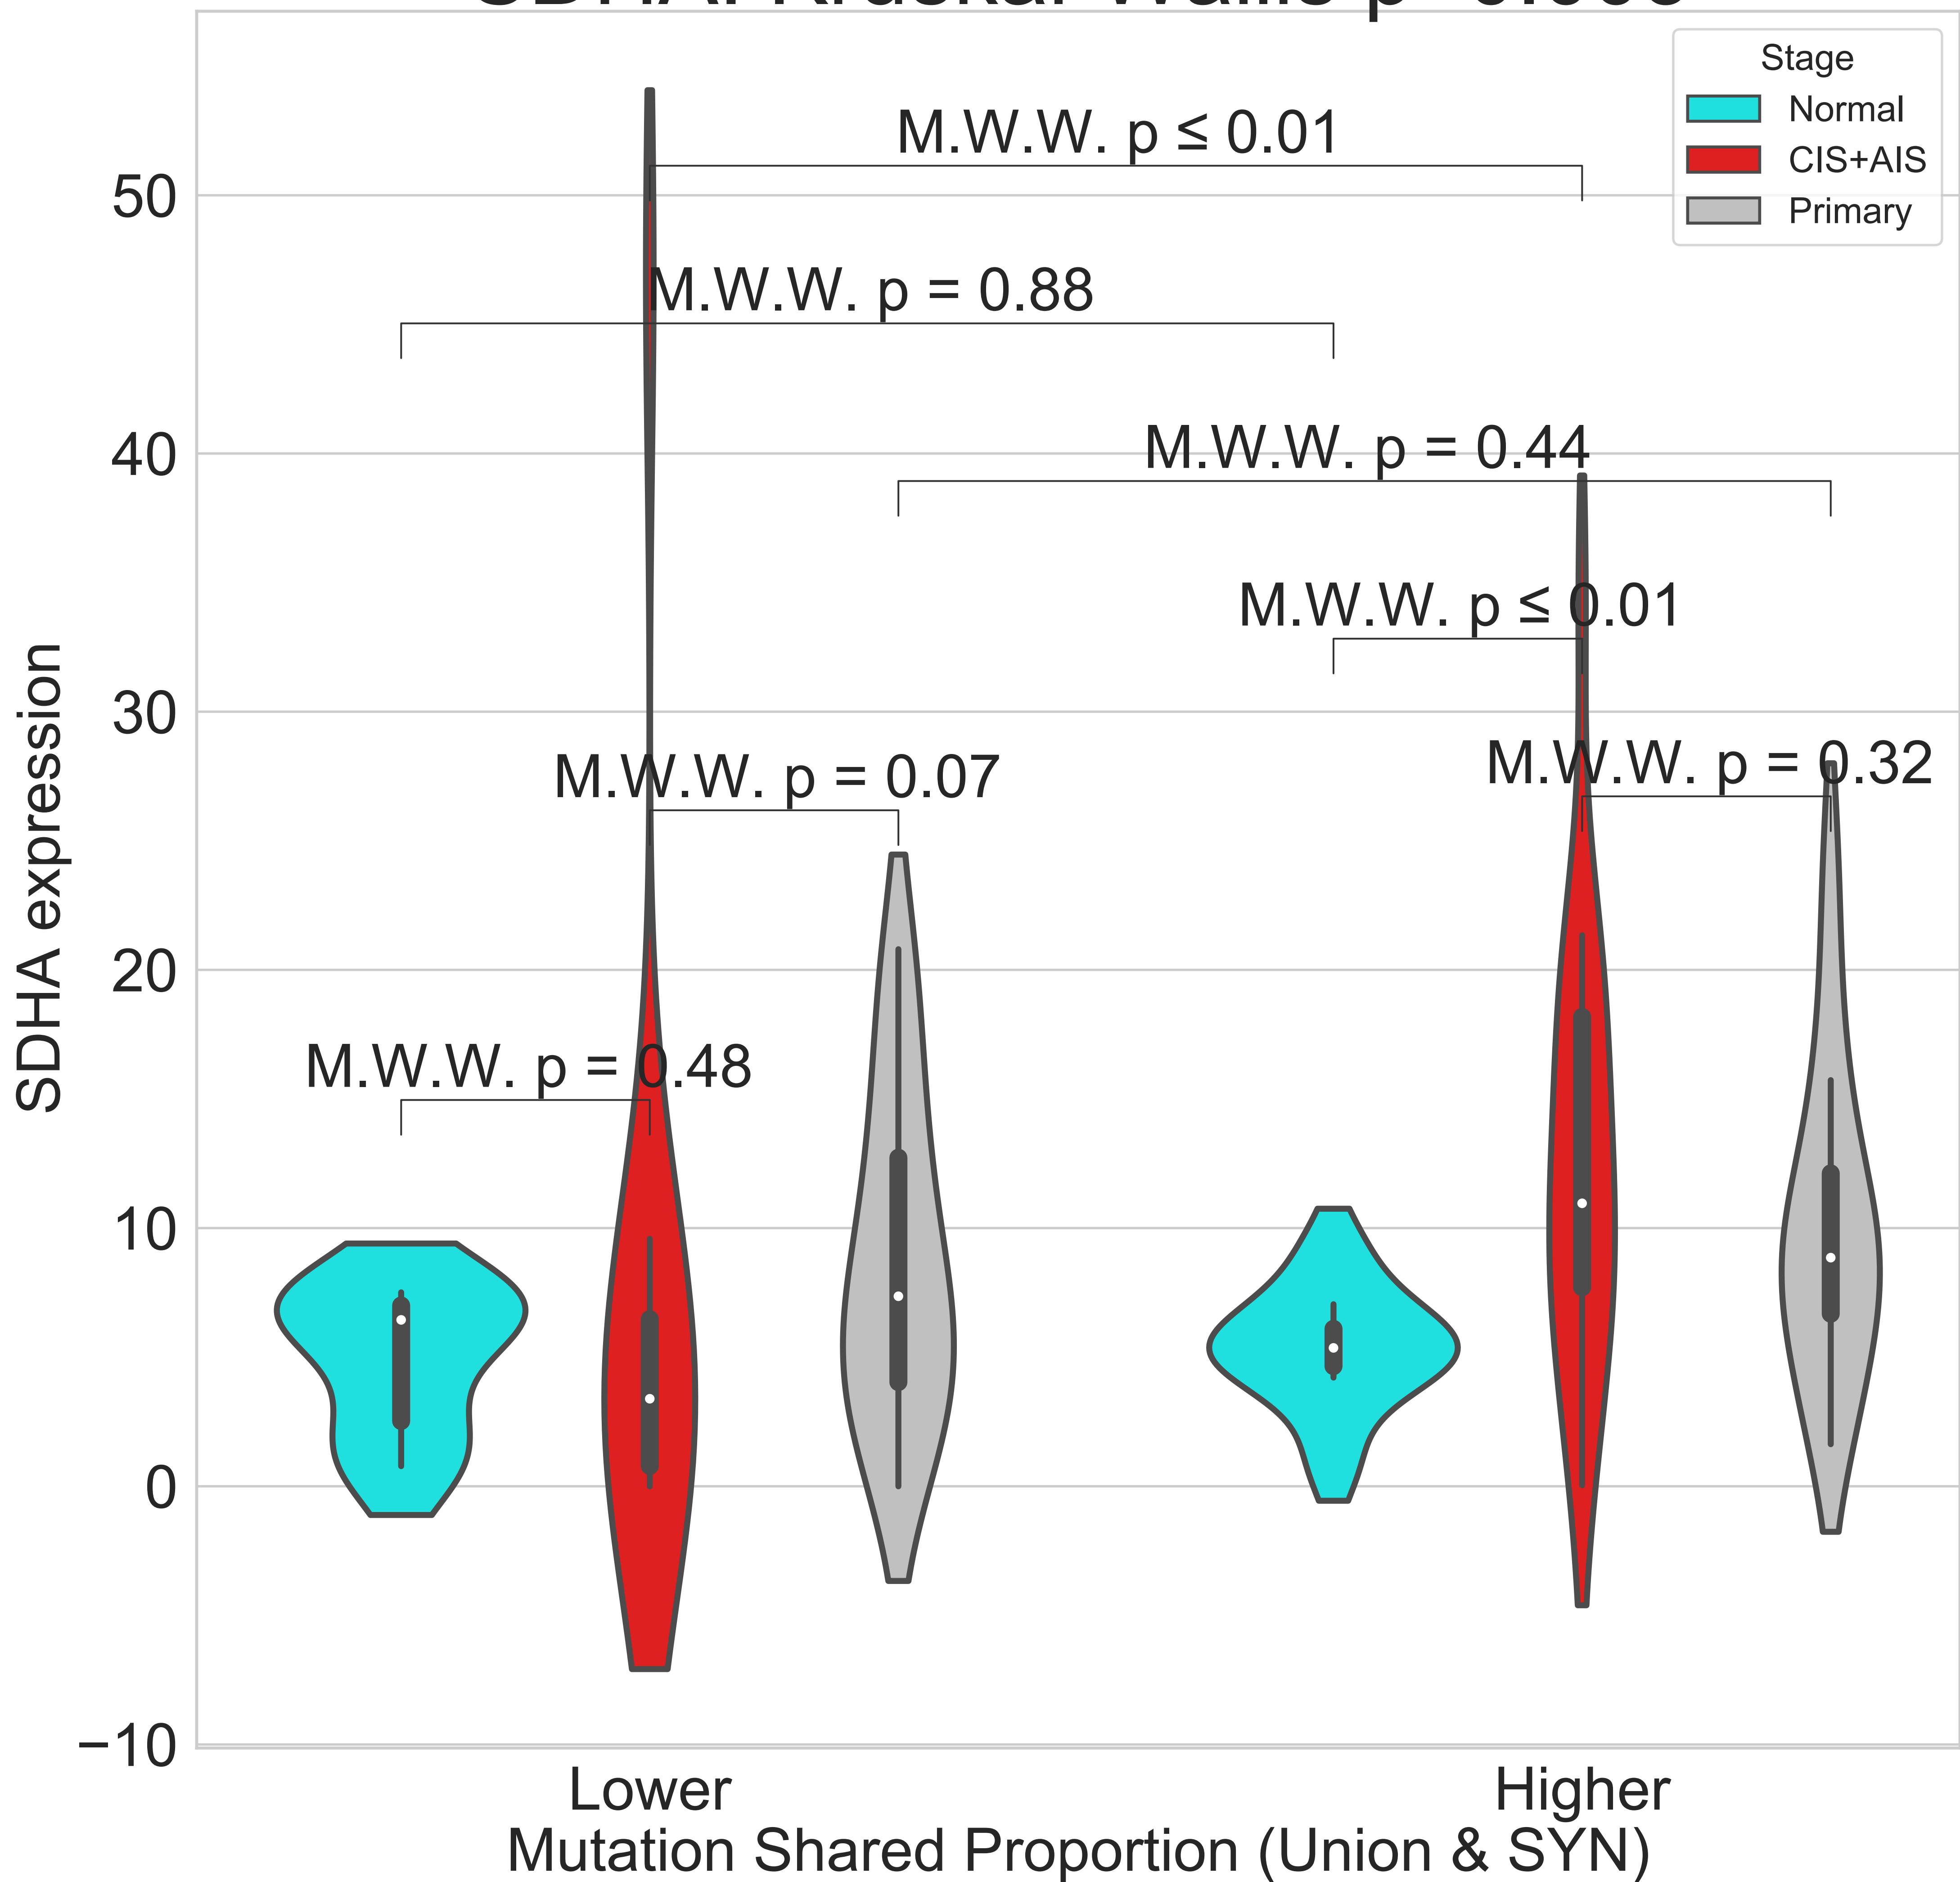 Stage
Normal
CIS+AIS
Primary
M.W.W. p ≤ 0.01
M.W.W. p = 0.88
M.W.W. p = 0.44
M.W.W. p ≤ 0.01
M.W.W. p = 0.07
M.W.W. p = 0.32
M.W.W. p = 0.48
50
40
30
20
10
0
−10
SDHA expression
Lower
Higher
Mutation Shared Proportion (Union & SYN)